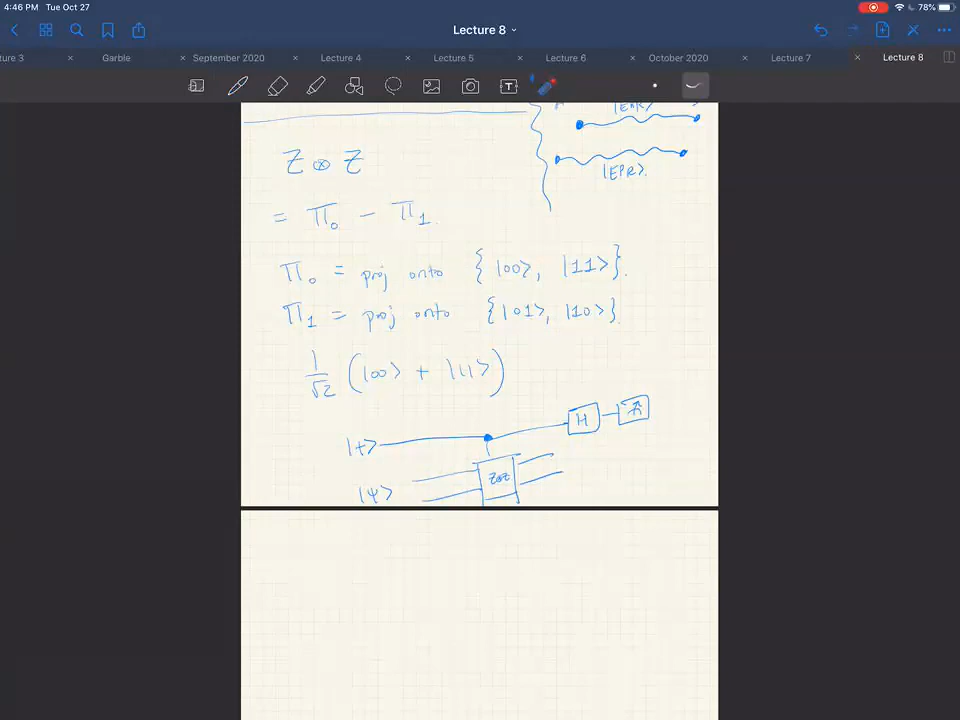 4:46 PM Tue Oct 27
78%
Lecture 8
ure 3
Garble
September 2020
Lecture 4
Lecture 5
Lecture 6
October 2020
Lecture 7
Lecture 8
T
|EPR⟩
|EPR⟩.
Z ⊗ Z
= Π₀ − Π₁.
Π₀ = proj onto {|00⟩, |11⟩}.
Π₁ = proj onto {|01⟩, |10⟩}.
1/√2 (|00⟩ + |11⟩)
H
|+⟩
Z⊗Z
|ψ⟩